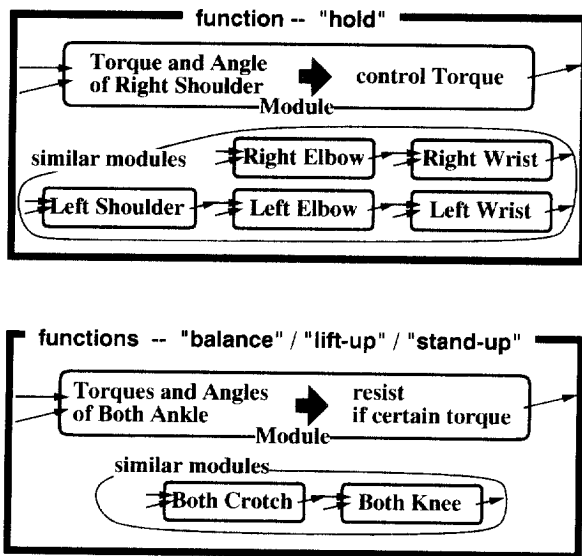 function -- "hold"
Torque and Angle
of Right Shoulder
control Torque
Module
similar modules
Right Elbow
Right Wrist
Left Shoulder
Left Elbow
Left Wrist
functions -- "balance" / "lift-up" / "stand-up"
Torques and Angles
of Both Ankle
resist
if certain torque
Module
similar modules
Both Crotch
Both Knee